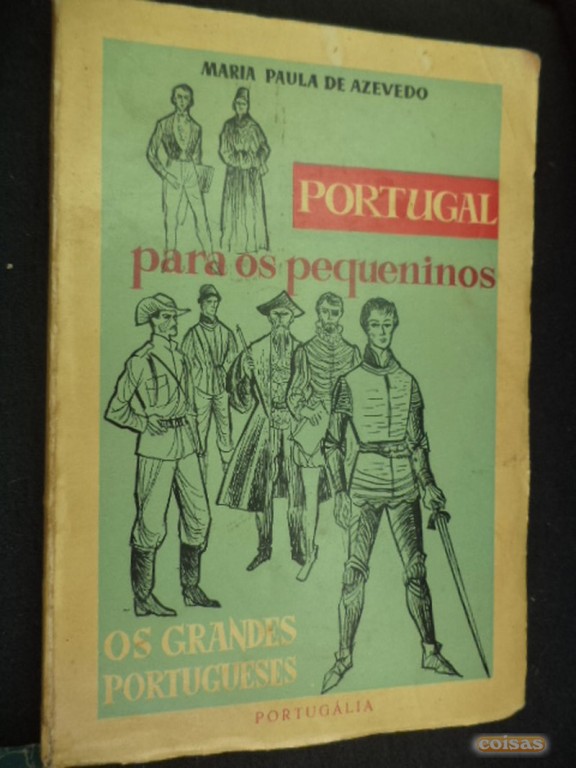 MARIA PAULA DE AZEVEDO
PORTUGAL
para os pequeninos
OS GRANDES
PORTUGUESES
PORTUGÁLIA
coisas